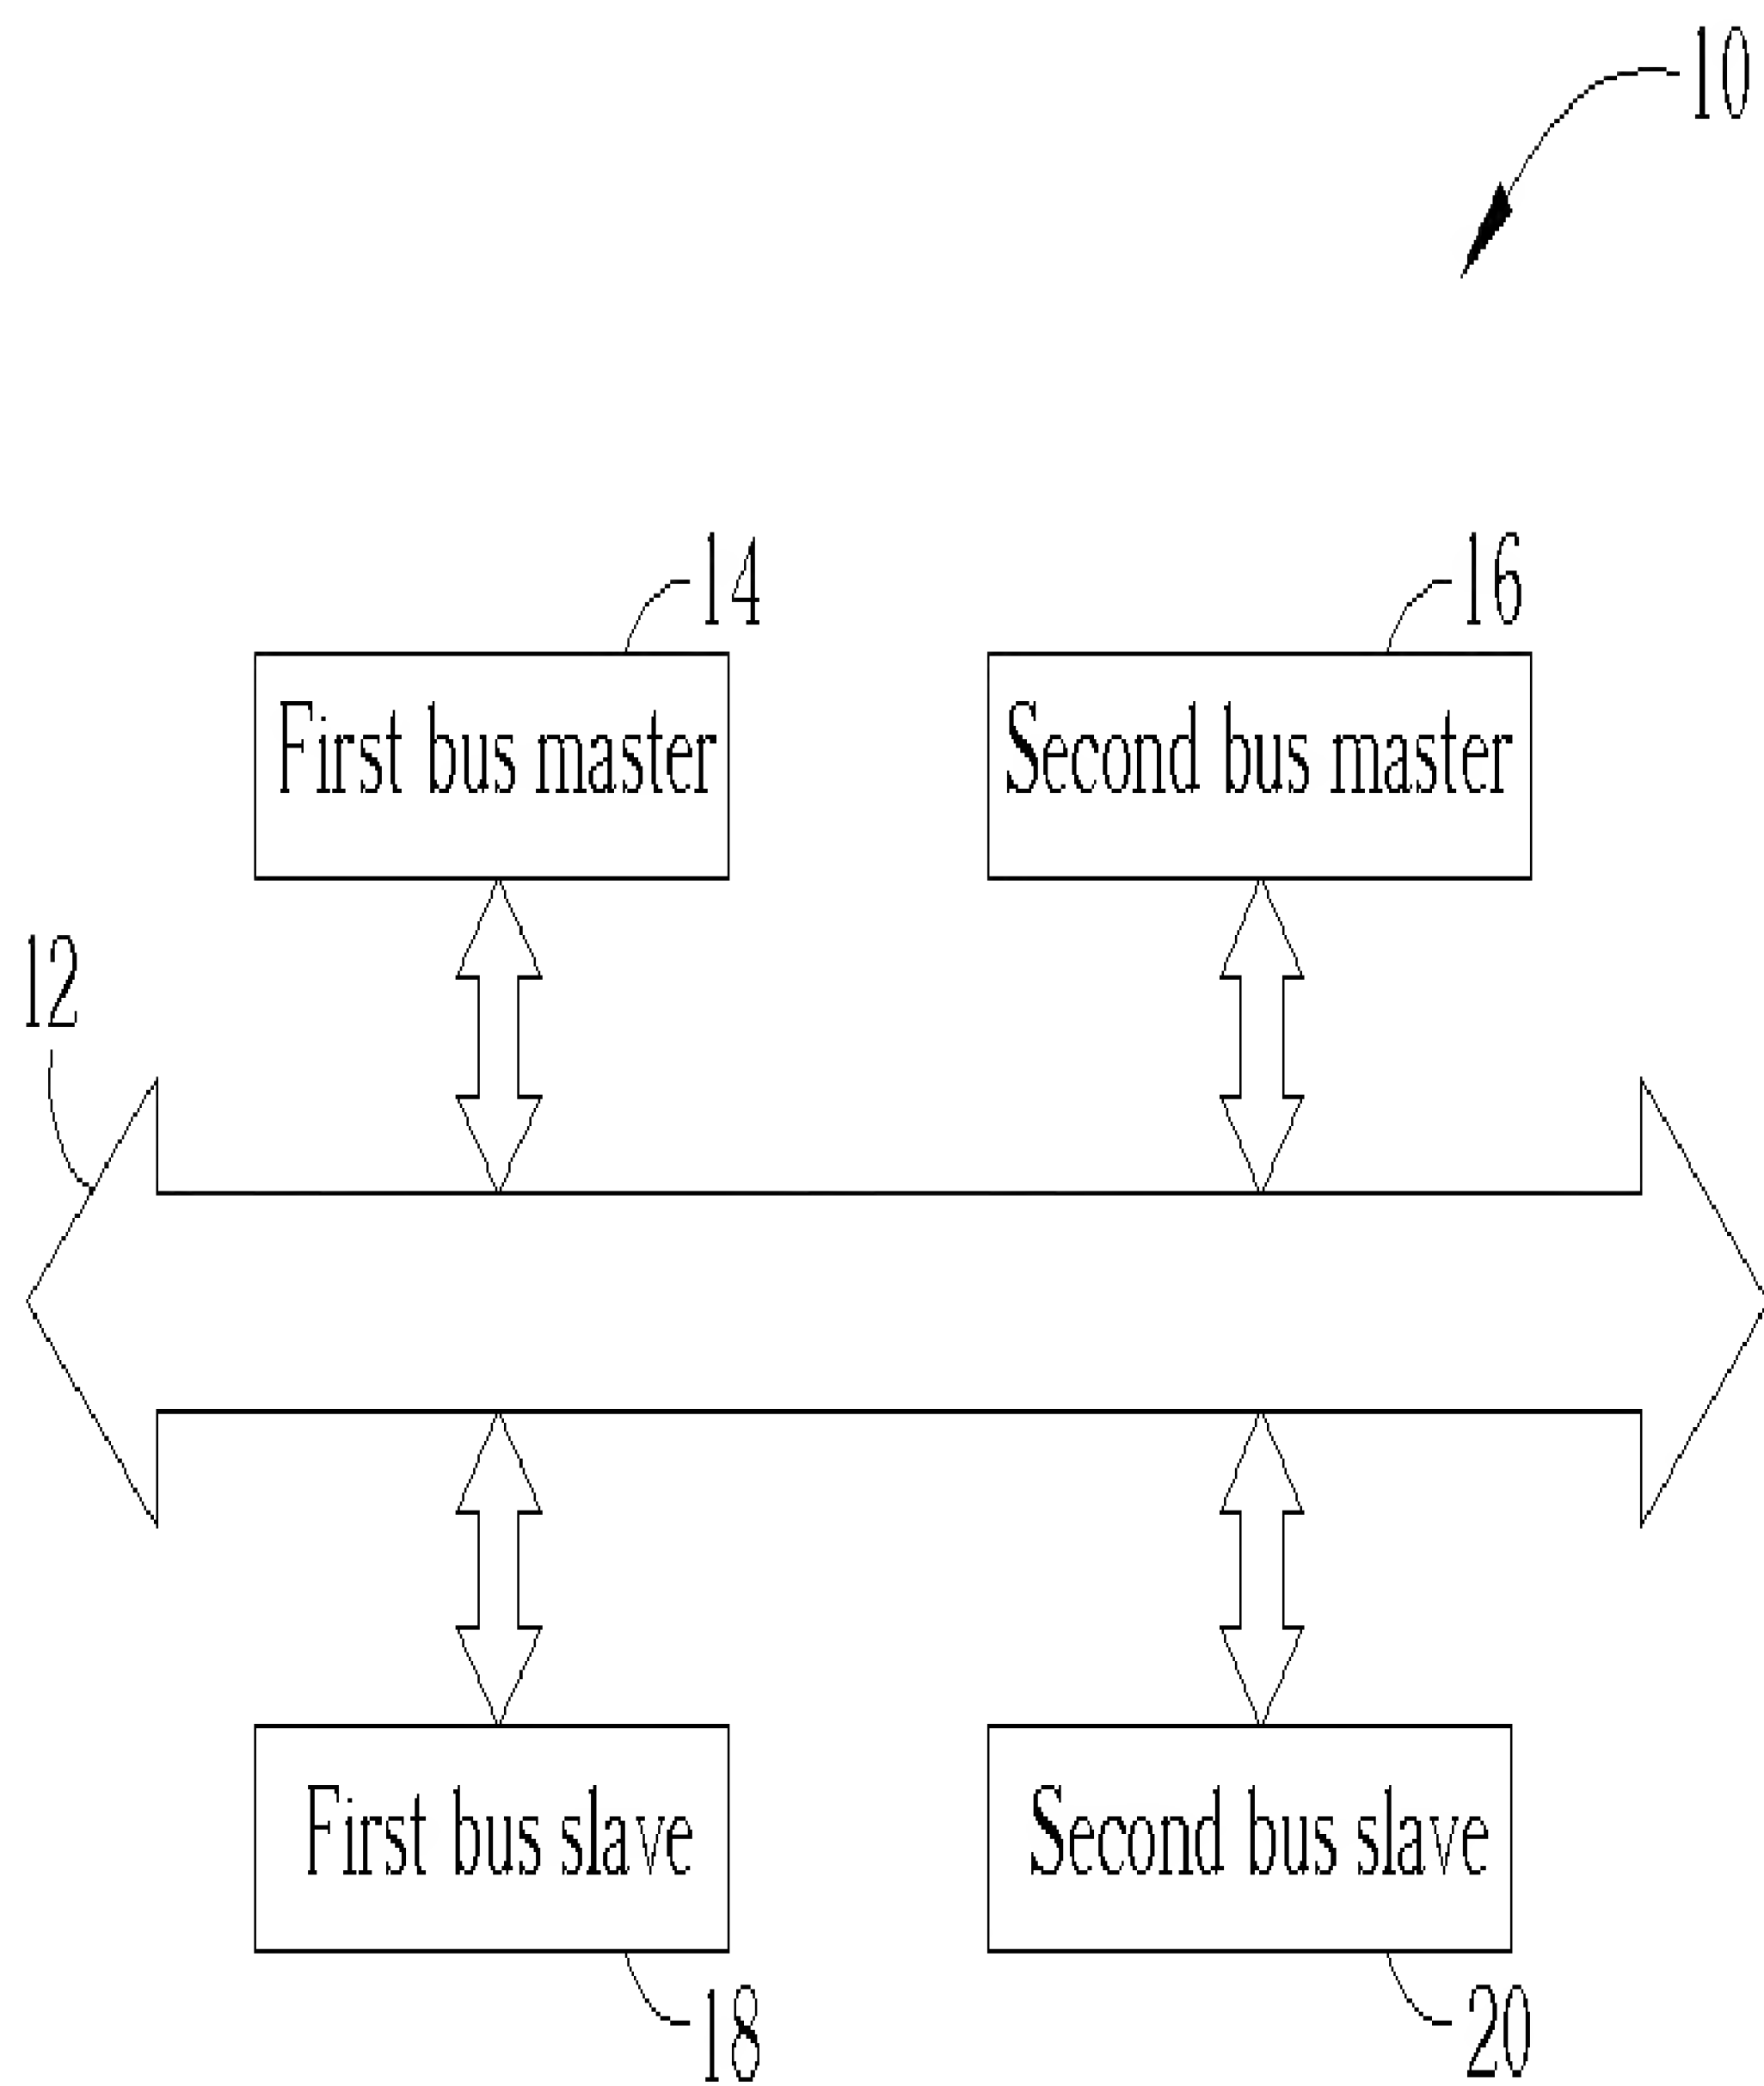 10
14
16
First bus master
Second bus master
12
First bus slave
Second bus slave
18
20